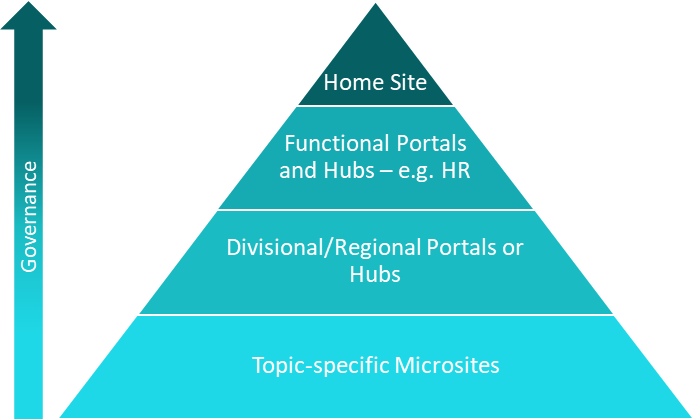 Home Site
Functional Portals
and Hubs – e.g. HR
Divisional/Regional Portals or
Hubs
Topic-specific Microsites
Governance